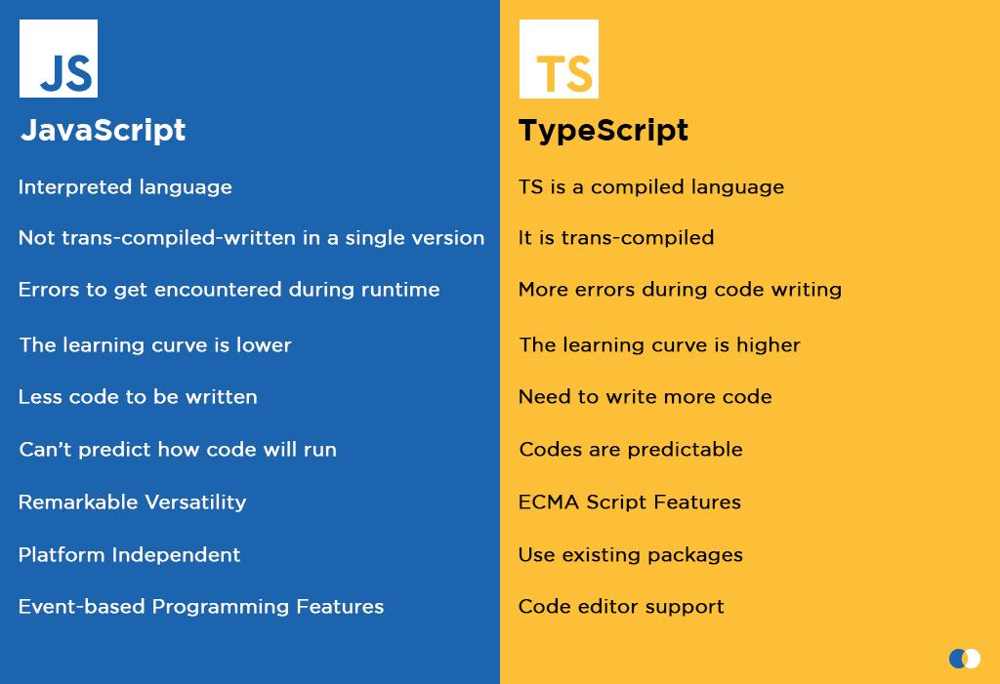 JS
JavaScript
Interpreted language
Not trans-compiled-written in a single version
Errors to get encountered during runtime
The learning curve is lower
Less code to be written
Can’t predict how code will run
Remarkable Versatility
Platform Independent
Event-based Programming Features
TS
TypeScript
TS is a compiled language
It is trans-compiled
More errors during code writing
The learning curve is higher
Need to write more code
Codes are predictable
ECMA Script Features
Use existing packages
Code editor support